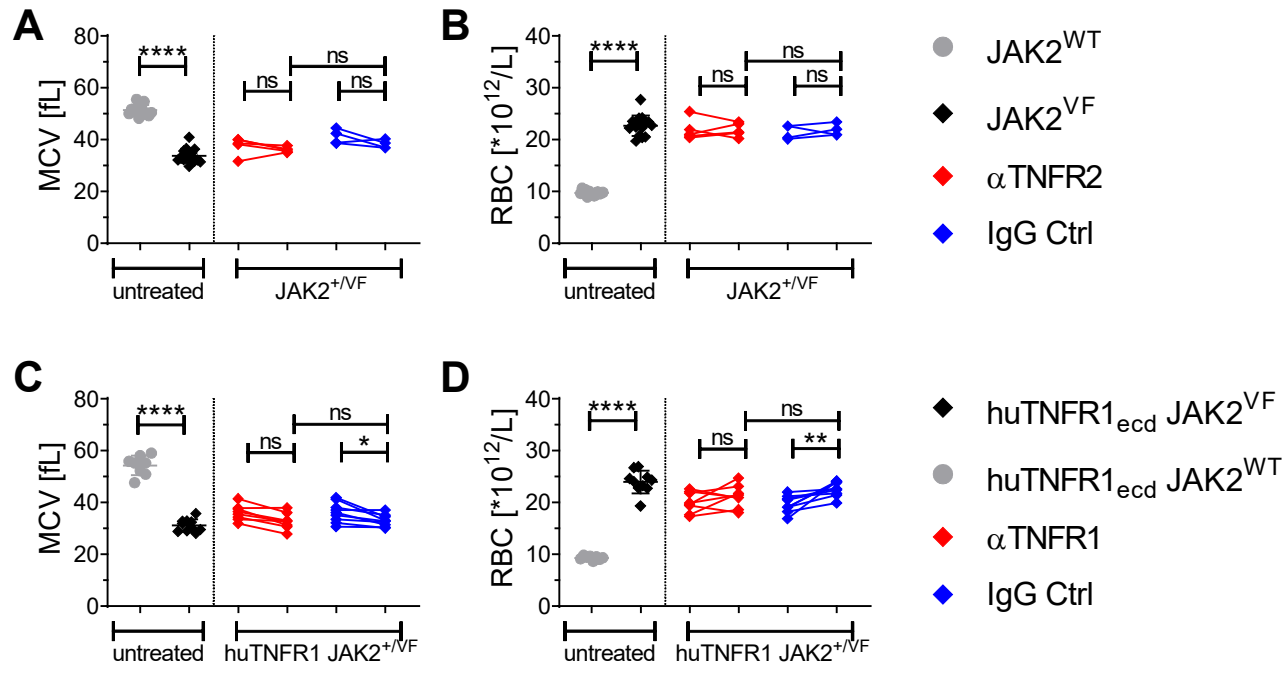 A
MCV [fL]
80
60
40
20
0
****
ns
ns
ns
untreated
JAK2+/VF
B
RBC [*10^12/L]
40
30
20
10
0
****
ns
ns
ns
untreated
JAK2+/VF
JAK2WT
JAK2VF
αTNFR2
IgG Ctrl
C
MCV [fL]
80
60
40
20
0
****
ns
ns
*
untreated
huTNFR1 JAK2+/VF
D
RBC [*10^12/L]
40
30
20
10
0
****
ns
ns
**
untreated
huTNFR1 JAK2+/VF
huTNFR1ecd JAK2VF
huTNFR1ecd JAK2WT
αTNFR1
IgG Ctrl